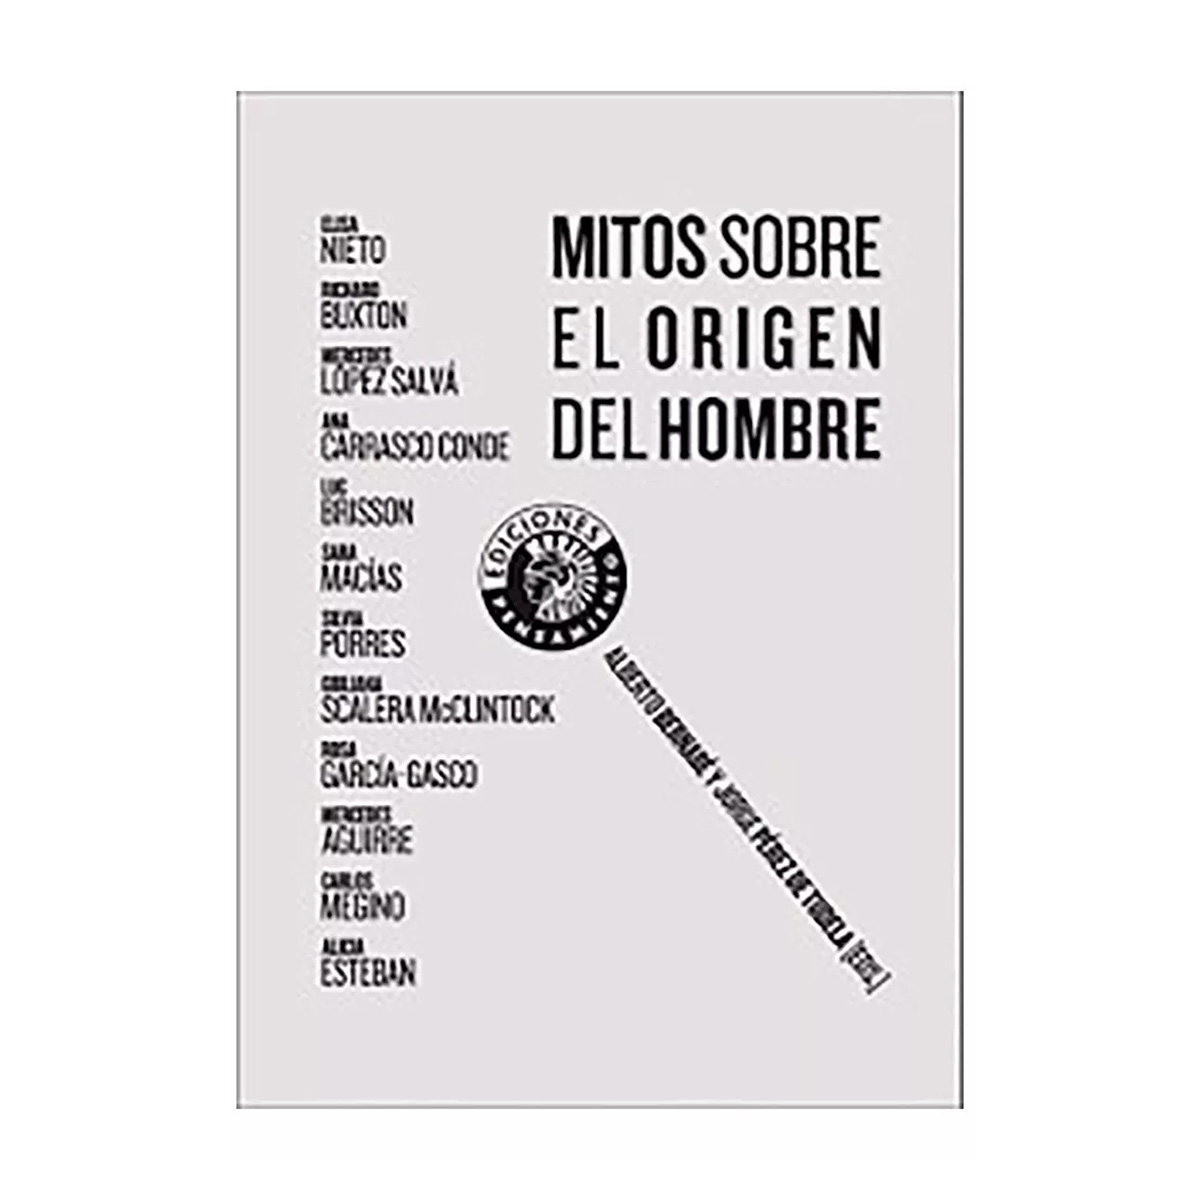 MITOS SOBRE
EL ORIGEN
DEL HOMBRE
ELISA
NIETO
RICHARD
BUXTON
MERCEDES
LÓPEZ SALVÁ
ANA
CARRASCO CONDE
LUC
BRISSON
SARA
MACÍAS
SILVIA
PORRES
GIULIANA
SCALERA McCLINTOCK
ROSA
GARCÍA-GASCO
MERCEDES
AGUIRRE
CARLOS
MEGINO
ALICIA
ESTEBAN
EDICIONES
PENSAMIENTO
ALBERTO BERNABÉ Y JORGE PÉREZ DE TUDELA [EDS.]